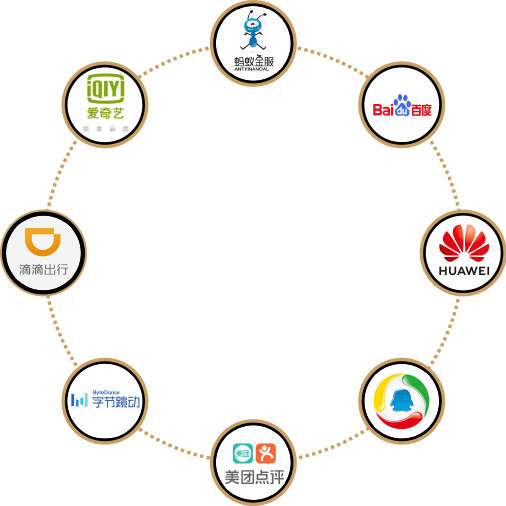 蚂蚁金服
ANT FINANCIAL
Bai du 百度
HUAWEI
美团
美团点评
ByteDance
字节跳动
滴滴出行
iQIYI
爱奇艺